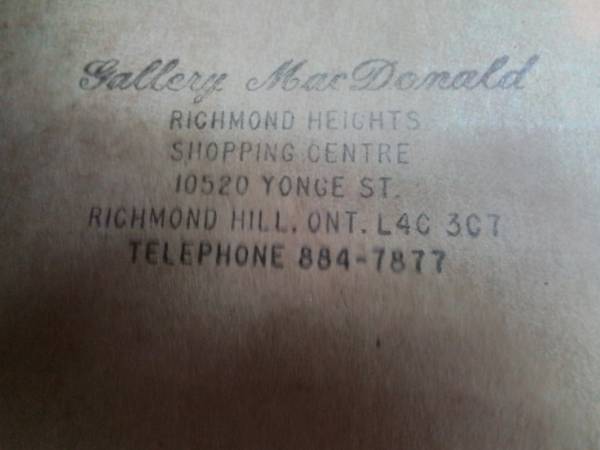 Gallery MacDonald
RICHMOND HEIGHTS
SHOPPING CENTRE
10520 YONGE ST.
RICHMOND HILL, ONT. L4C 3C7
TELEPHONE 884-7877